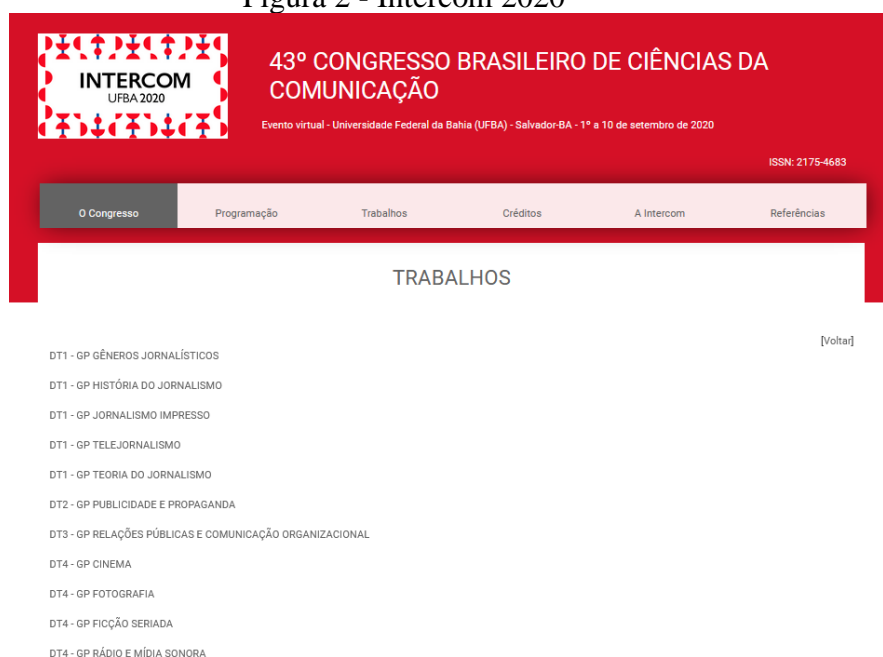 Figura 2 - Intercom 2020
INTERCOM
UFBA 2020
43º CONGRESSO BRASILEIRO DE CIÊNCIAS DA
COMUNICAÇÃO
Evento virtual - Universidade Federal da Bahia (UFBA) - Salvador-BA - 1º a 10 de setembro de 2020
ISSN: 2175-4683
O Congresso Programação Trabalhos Créditos A Intercom Referências
TRABALHOS
[Voltar]
DT1 - GP GÊNEROS JORNALÍSTICOS
DT1 - GP HISTÓRIA DO JORNALISMO
DT1 - GP JORNALISMO IMPRESSO
DT1 - GP TELEJORNALISMO
DT1 - GP TEORIA DO JORNALISMO
DT2 - GP PUBLICIDADE E PROPAGANDA
DT3 - GP RELAÇÕES PÚBLICAS E COMUNICAÇÃO ORGANIZACIONAL
DT4 - GP CINEMA
DT4 - GP FOTOGRAFIA
DT4 - GP FICÇÃO SERIADA
DT4 - GP RÁDIO E MÍDIA SONORA